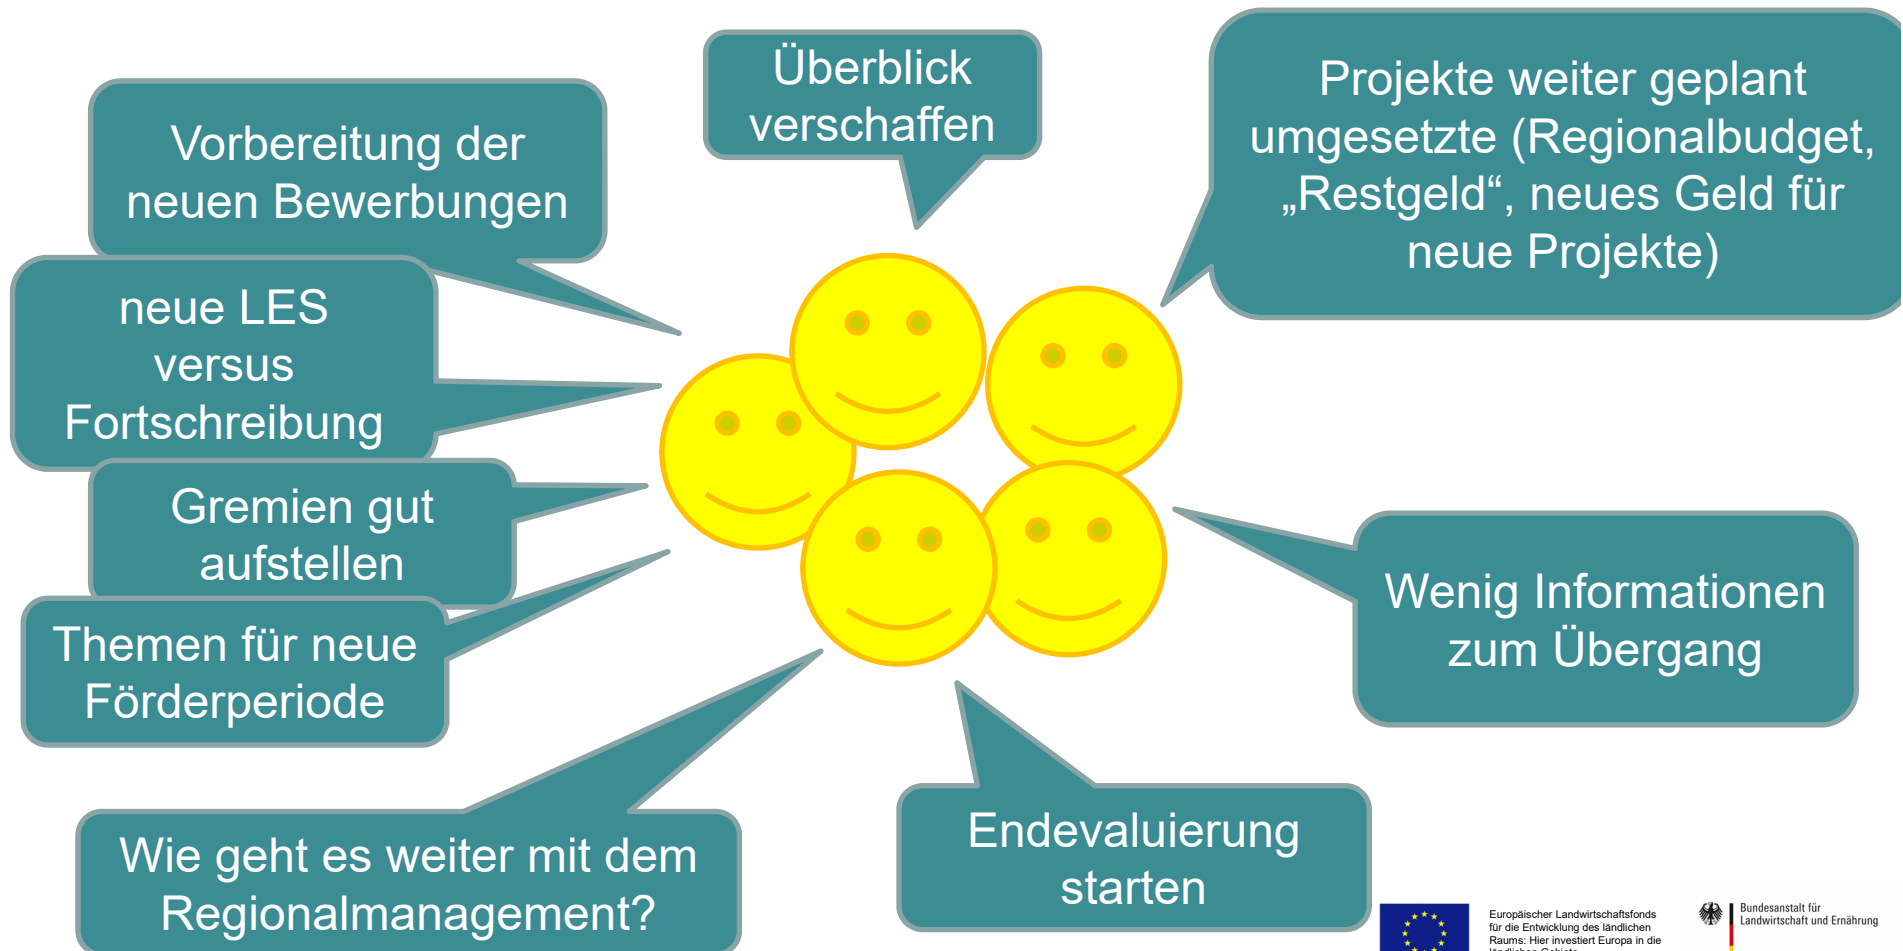 Überblick
verschaffen
Projekte weiter geplant
umgesetzte (Regionalbudget,
„Restgeld“, neues Geld für
neue Projekte)
Vorbereitung der
neuen Bewerbungen
neue LES
versus
Fortschreibung
Gremien gut
aufstellen
Themen für neue
Förderperiode
Wenig Informationen
zum Übergang
Wie geht es weiter mit dem
Regionalmanagement?
Endevaluierung
starten
Europäischer Landwirtschaftsfonds
für die Entwicklung des ländlichen
Raums: Hier investiert Europa in die
ländlichen Gebiete
Bundesanstalt für
Landwirtschaft und Ernährung